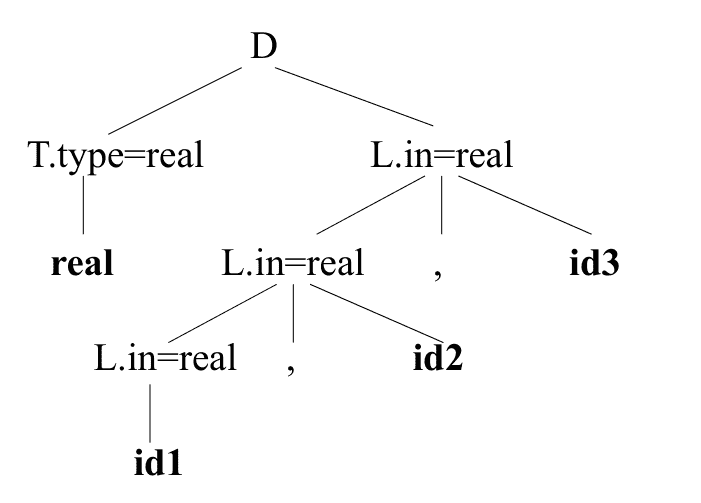 D
T.type=real L.in=real
real L.in=real , id3
L.in=real , id2
id1